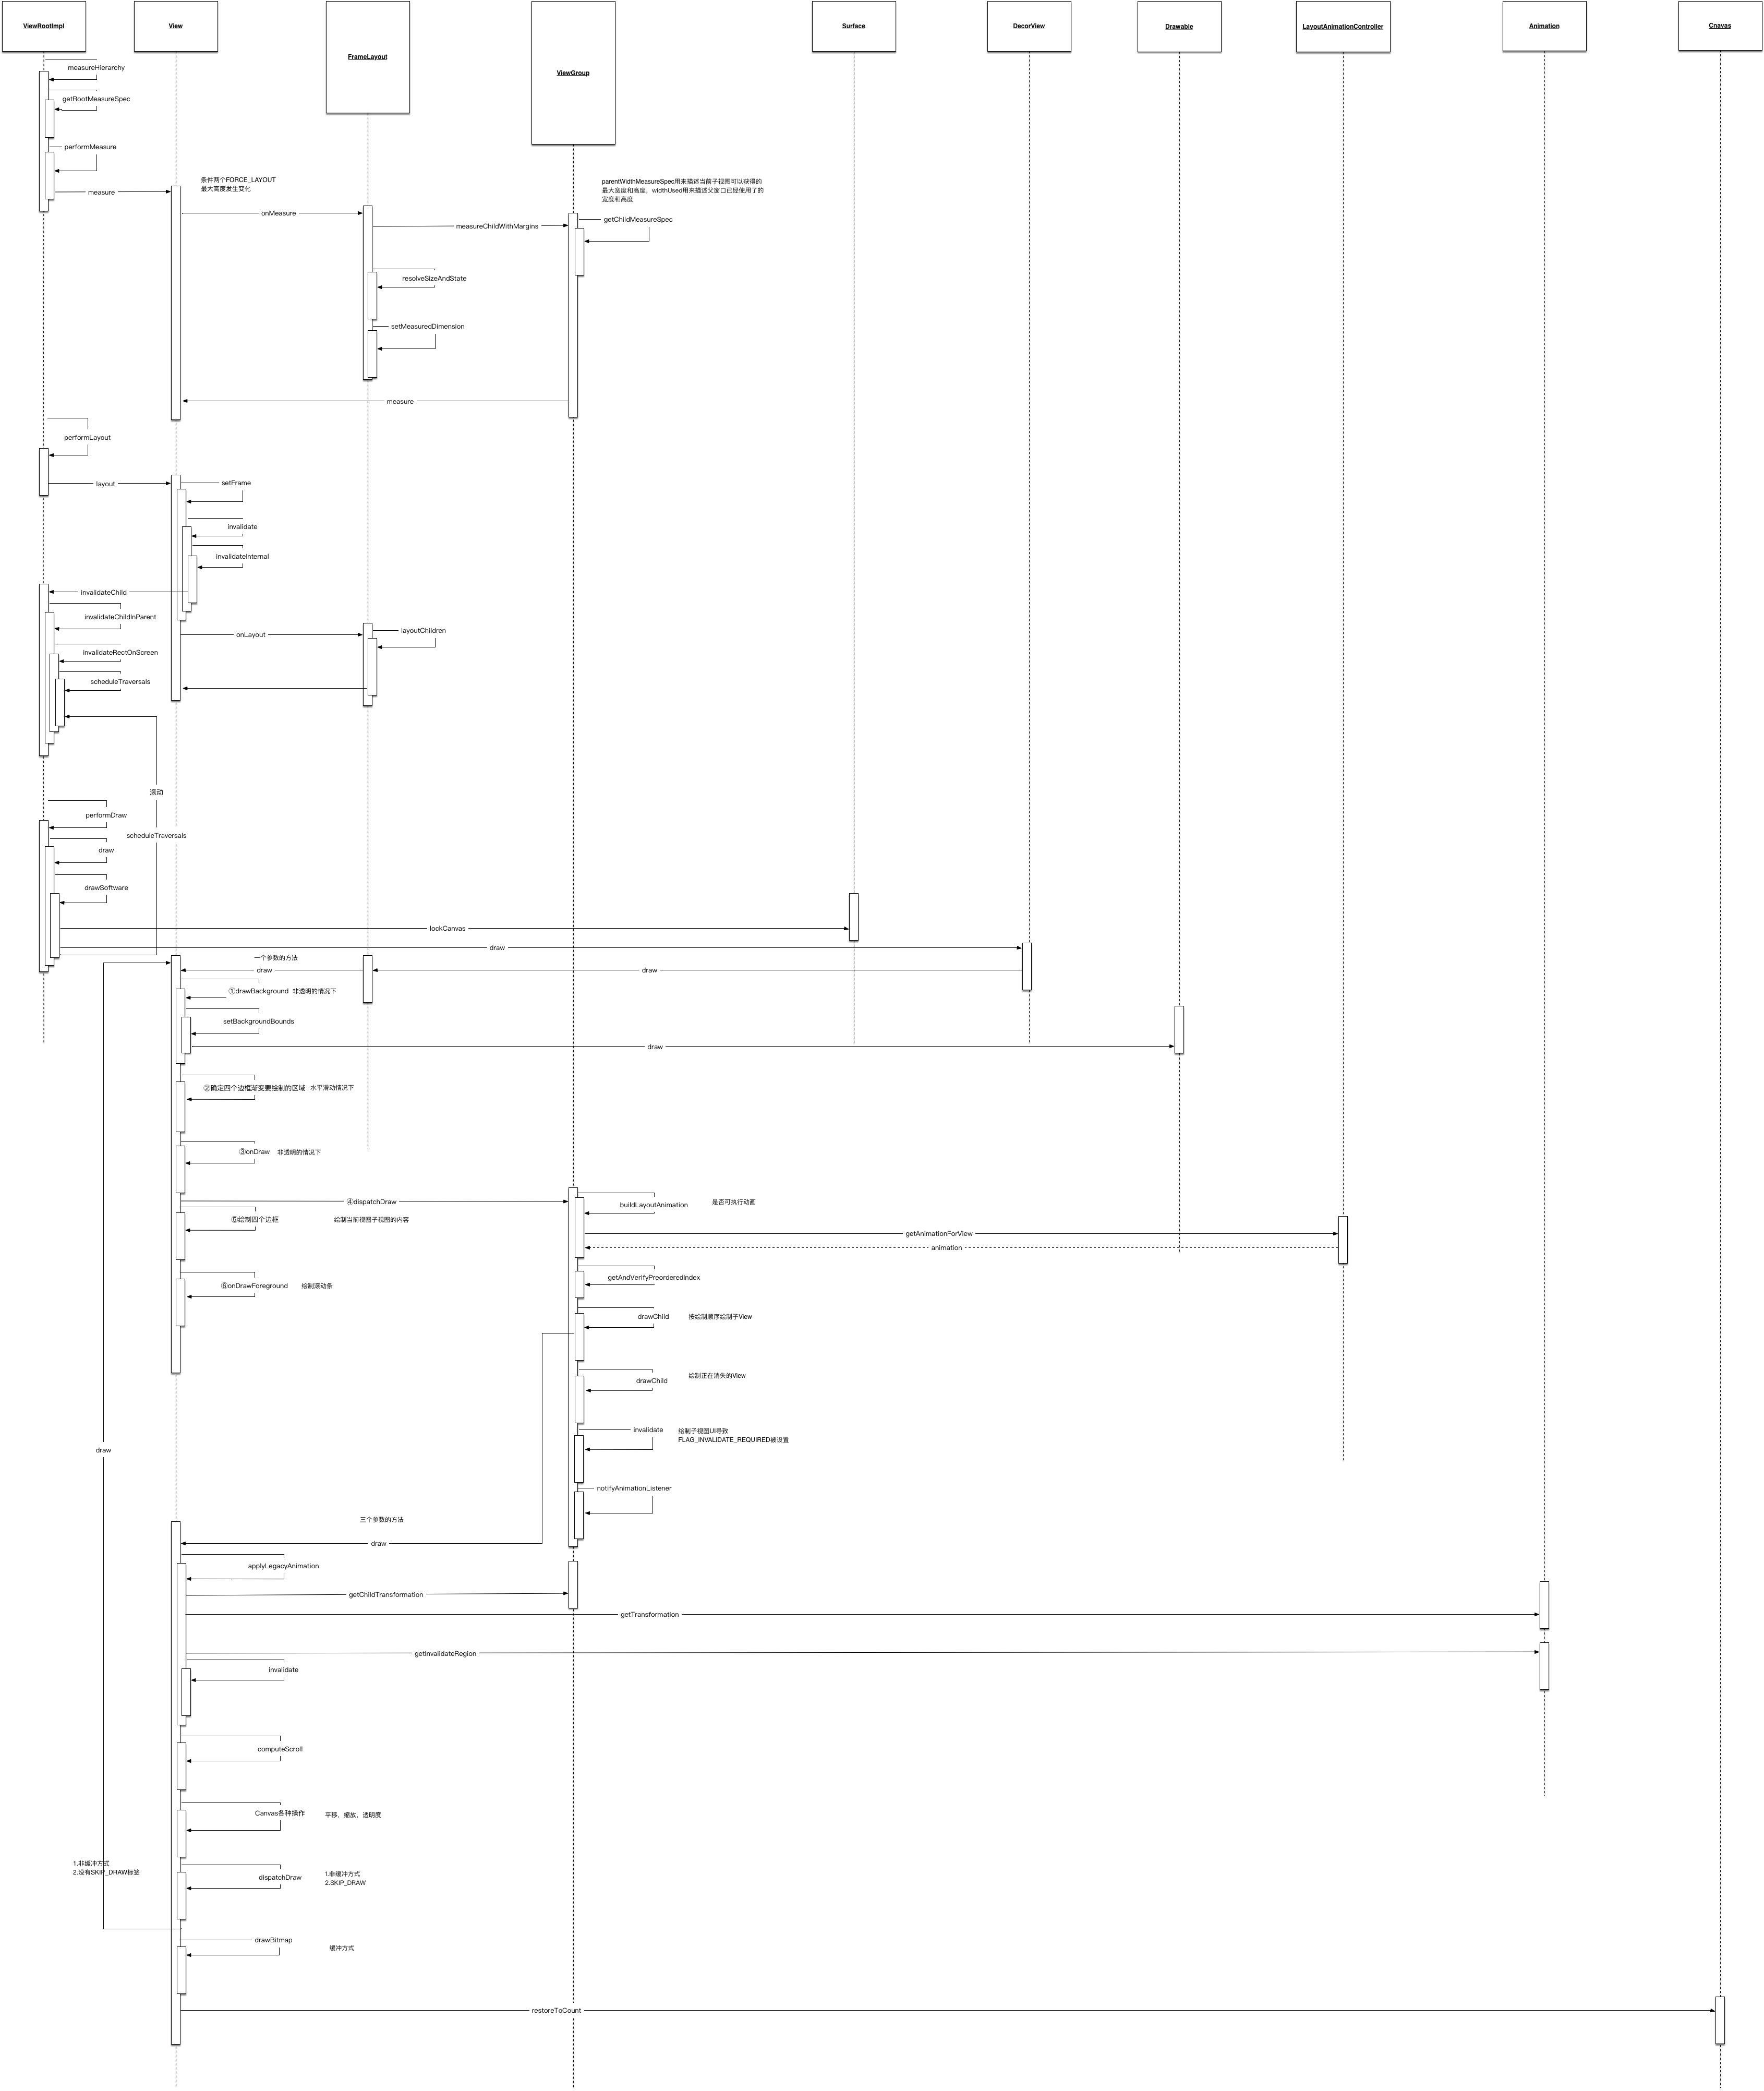 ViewRootImpl
View
FrameLayout
ViewGroup
Surface
DecorView
Drawable
LayoutAnimationController
Animation
Cnavas
measureHierarchy
getRootMeasureSpec
performMeasure
条件两个FORCE_LAYOUT
最大高度发生变化
parentWidthMeasureSpec用来描述当前子视图可以获得的
最大宽度和高度，widthUsed用来描述父窗口已经使用了的
宽度和高度
measure
onMeasure
getChildMeasureSpec
measureChildWithMargins
resolveSizeAndState
setMeasuredDimension
measure
performLayout
layout
setFrame
invalidate
invalidateInternal
invalidateChild
invalidateChildInParent
onLayout
layoutChildren
invalidateRectOnScreen
scheduleTraversals
滚动
performDraw
scheduleTraversals
draw
drawSoftware
lockCanvas
draw
一个参数的方法
draw
draw
①drawBackground 非透明的情况下
setBackgroundBounds
draw
②确定四个边框渐变要绘制的区域 水平滑动情况下
③onDraw 非透明的情况下
④dispatchDraw
buildLayoutAnimation
是否可执行动画
⑤绘制四个边框
绘制当前视图子视图的内容
getAnimationForView
animation
getAndVerifyPreorderedIndex
⑥onDrawForeground
绘制滚动条
drawChild
按绘制顺序绘制子View
drawChild
绘制正在消失的View
invalidate
绘制子视图UI导致
FLAG_INVALIDATE_REQUIRED被设置
draw
notifyAnimationListener
三个参数的方法
draw
applyLegacyAnimation
getChildTransformation
getTransformation
getInvalidateRegion
invalidate
computeScroll
Canvas各种操作
平移，缩放，透明度
1.非缓冲方式
2.没有SKIP_DRAW标签
dispatchDraw
1.非缓冲方式
2.SKIP_DRAW
drawBitmap
缓冲方式
restoreToCount